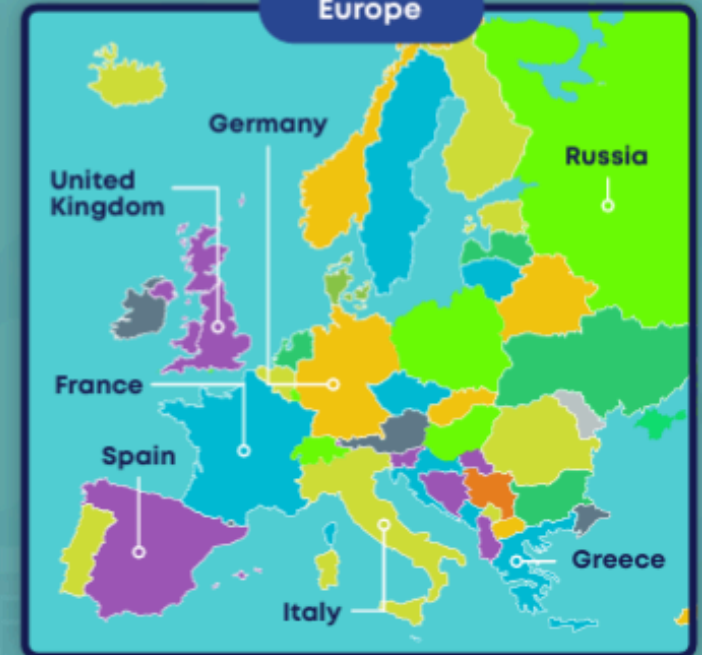 Europe
Germany
Russia
United
Kingdom
France
Spain
Greece
Italy